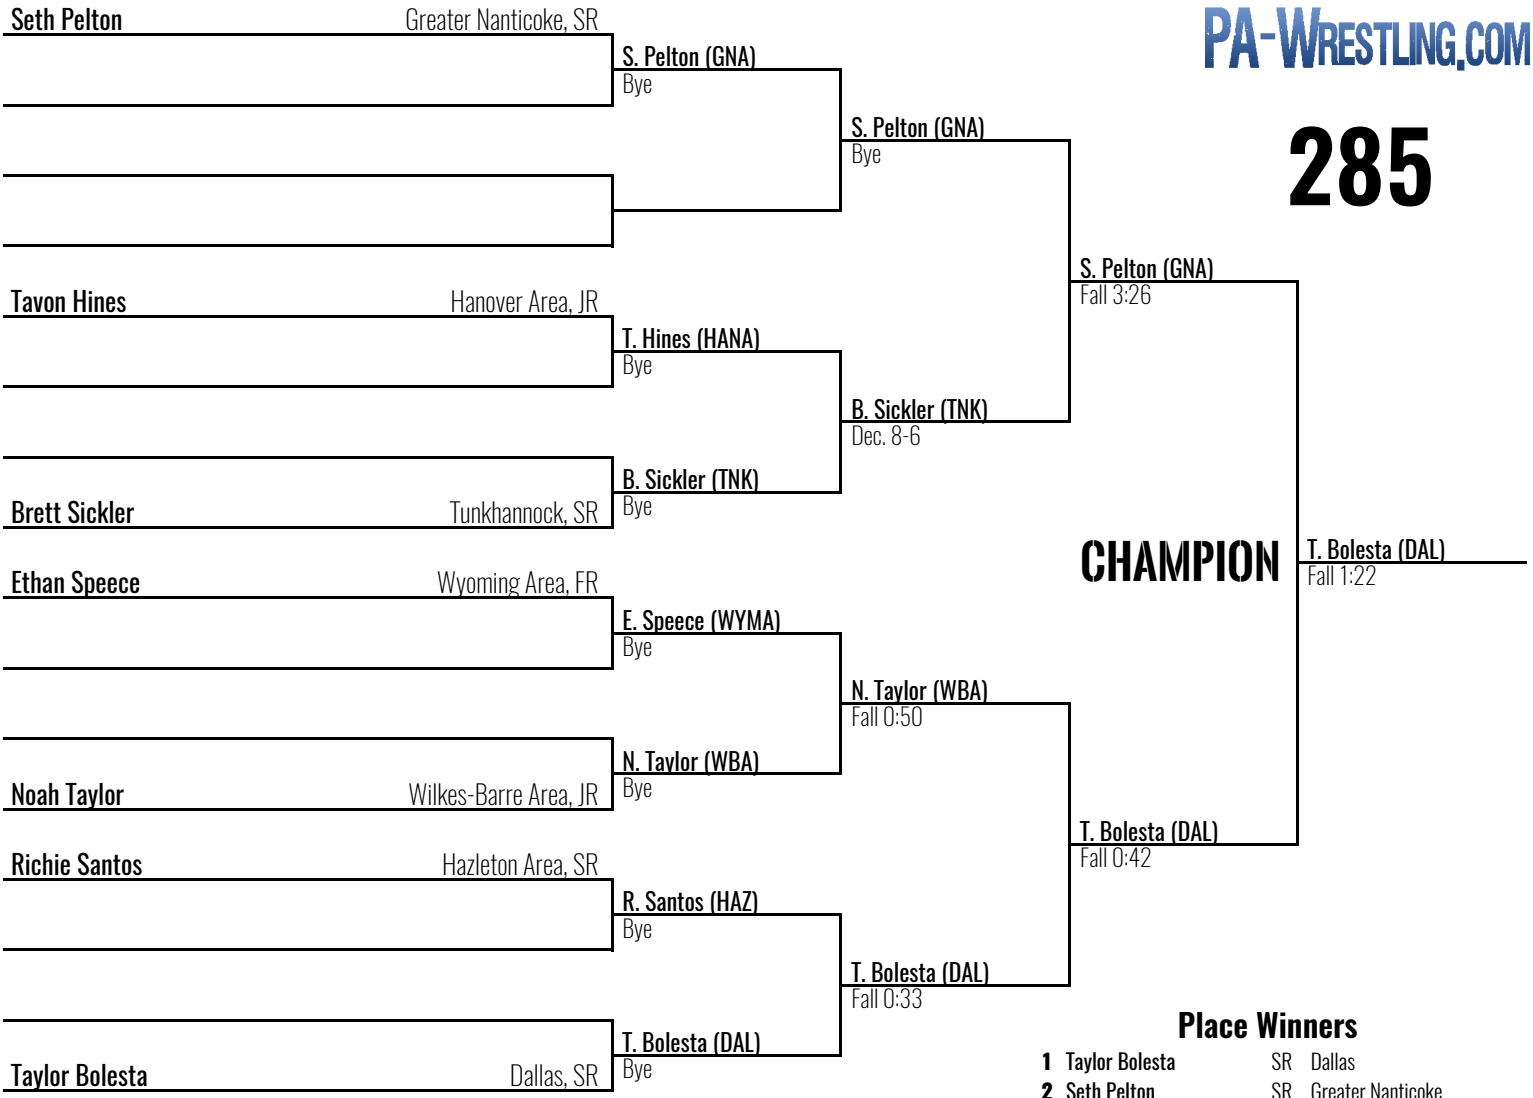 Seth Pelton Greater Nanticoke, SR
S. Pelton (GNA)
Bye
S. Pelton (GNA)
Bye
Tavon Hines Hanover Area, JR
T. Hines (HANA)
Bye
B. Sickler (TNK)
Dec. 8-6
B. Sickler (TNK)
Bye
Brett Sickler Tunkhannock, SR
S. Pelton (GNA)
Fall 3:26
Ethan Speece Wyoming Area, FR
E. Speece (WYMA)
Bye
N. Taylor (WBA)
Fall 0:50
N. Taylor (WBA)
Bye
Noah Taylor Wilkes-Barre Area, JR
Richie Santos Hazleton Area, SR
R. Santos (HAZ)
Bye
T. Bolesta (DAL)
Fall 0:33
T. Bolesta (DAL)
Bye
Taylor Bolesta Dallas, SR
T. Bolesta (DAL)
Fall 0:42
CHAMPION
T. Bolesta (DAL)
Fall 1:22
PA-WRESTLING.COM
285
Place Winners
1 Taylor Bolesta SR Dallas
2 Seth Pelton SR Greater Nanticoke